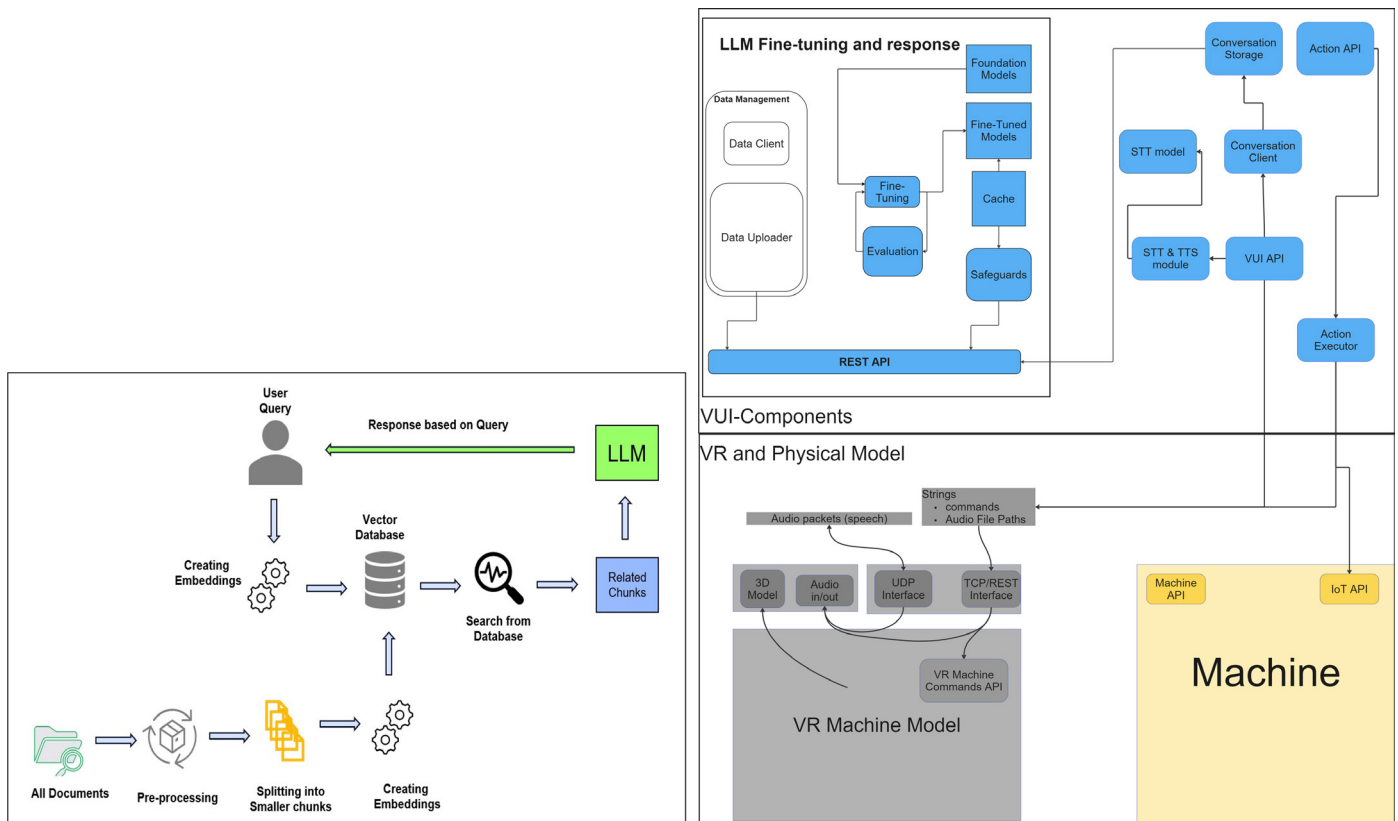 User
Query
Response based on Query
LLM
Vector
Database
Creating
Embeddings
Related
Chunks
Search from
Database
All Documents
Pre-processing
Splitting into
Smaller chunks
Creating
Embeddings
LLM Fine-tuning and response
Foundation
Models
Data Management
Data Client
Fine-Tuned
Models
Fine-
Tuning
Cache
Data Uploader
Evaluation
Safeguards
REST API
Conversation
Storage
Action API
STT model
Conversation
Client
STT & TTS
module
VUI API
Action
Executor
VUI-Components
VR and Physical Model
Strings
• commands
• Audio File Paths
Audio packets (speech)
3D
Model
Audio
in/out
UDP
Interface
TCP/REST
Interface
VR Machine
Commands API
VR Machine Model
Machine
API
IoT API
Machine